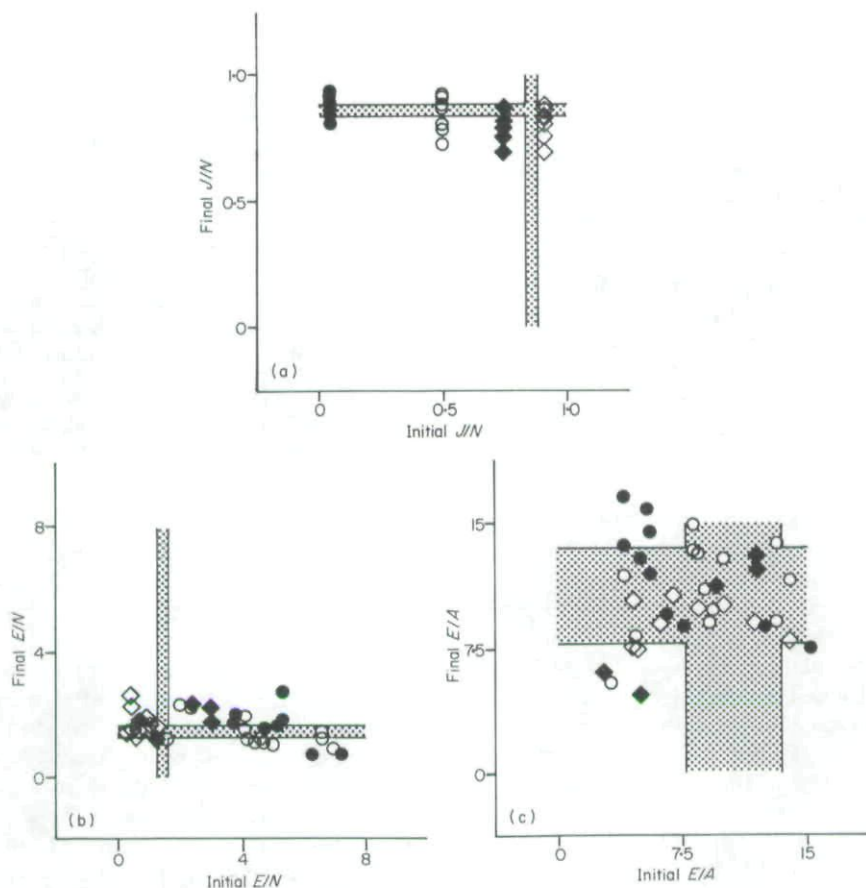 1·0
Final J/N
0·5
0
(a)
0 0·5 1·0
Initial J/N
8
Final E/N
4
0
(b)
0 4 8
Initial E/N
15
Final E/A
7·5
0
(c)
0 7·5 15
Initial E/A